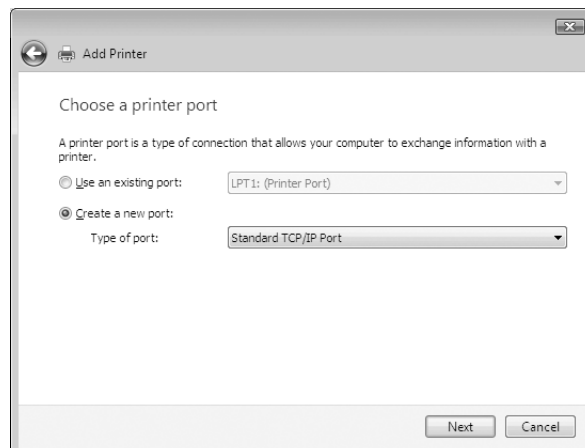 Add Printer
Choose a printer port
A printer port is a type of connection that allows your computer to exchange information with a
printer.
Use an existing port: LPT1: (Printer Port)
Create a new port:
Type of port: Standard TCP/IP Port
Next Cancel